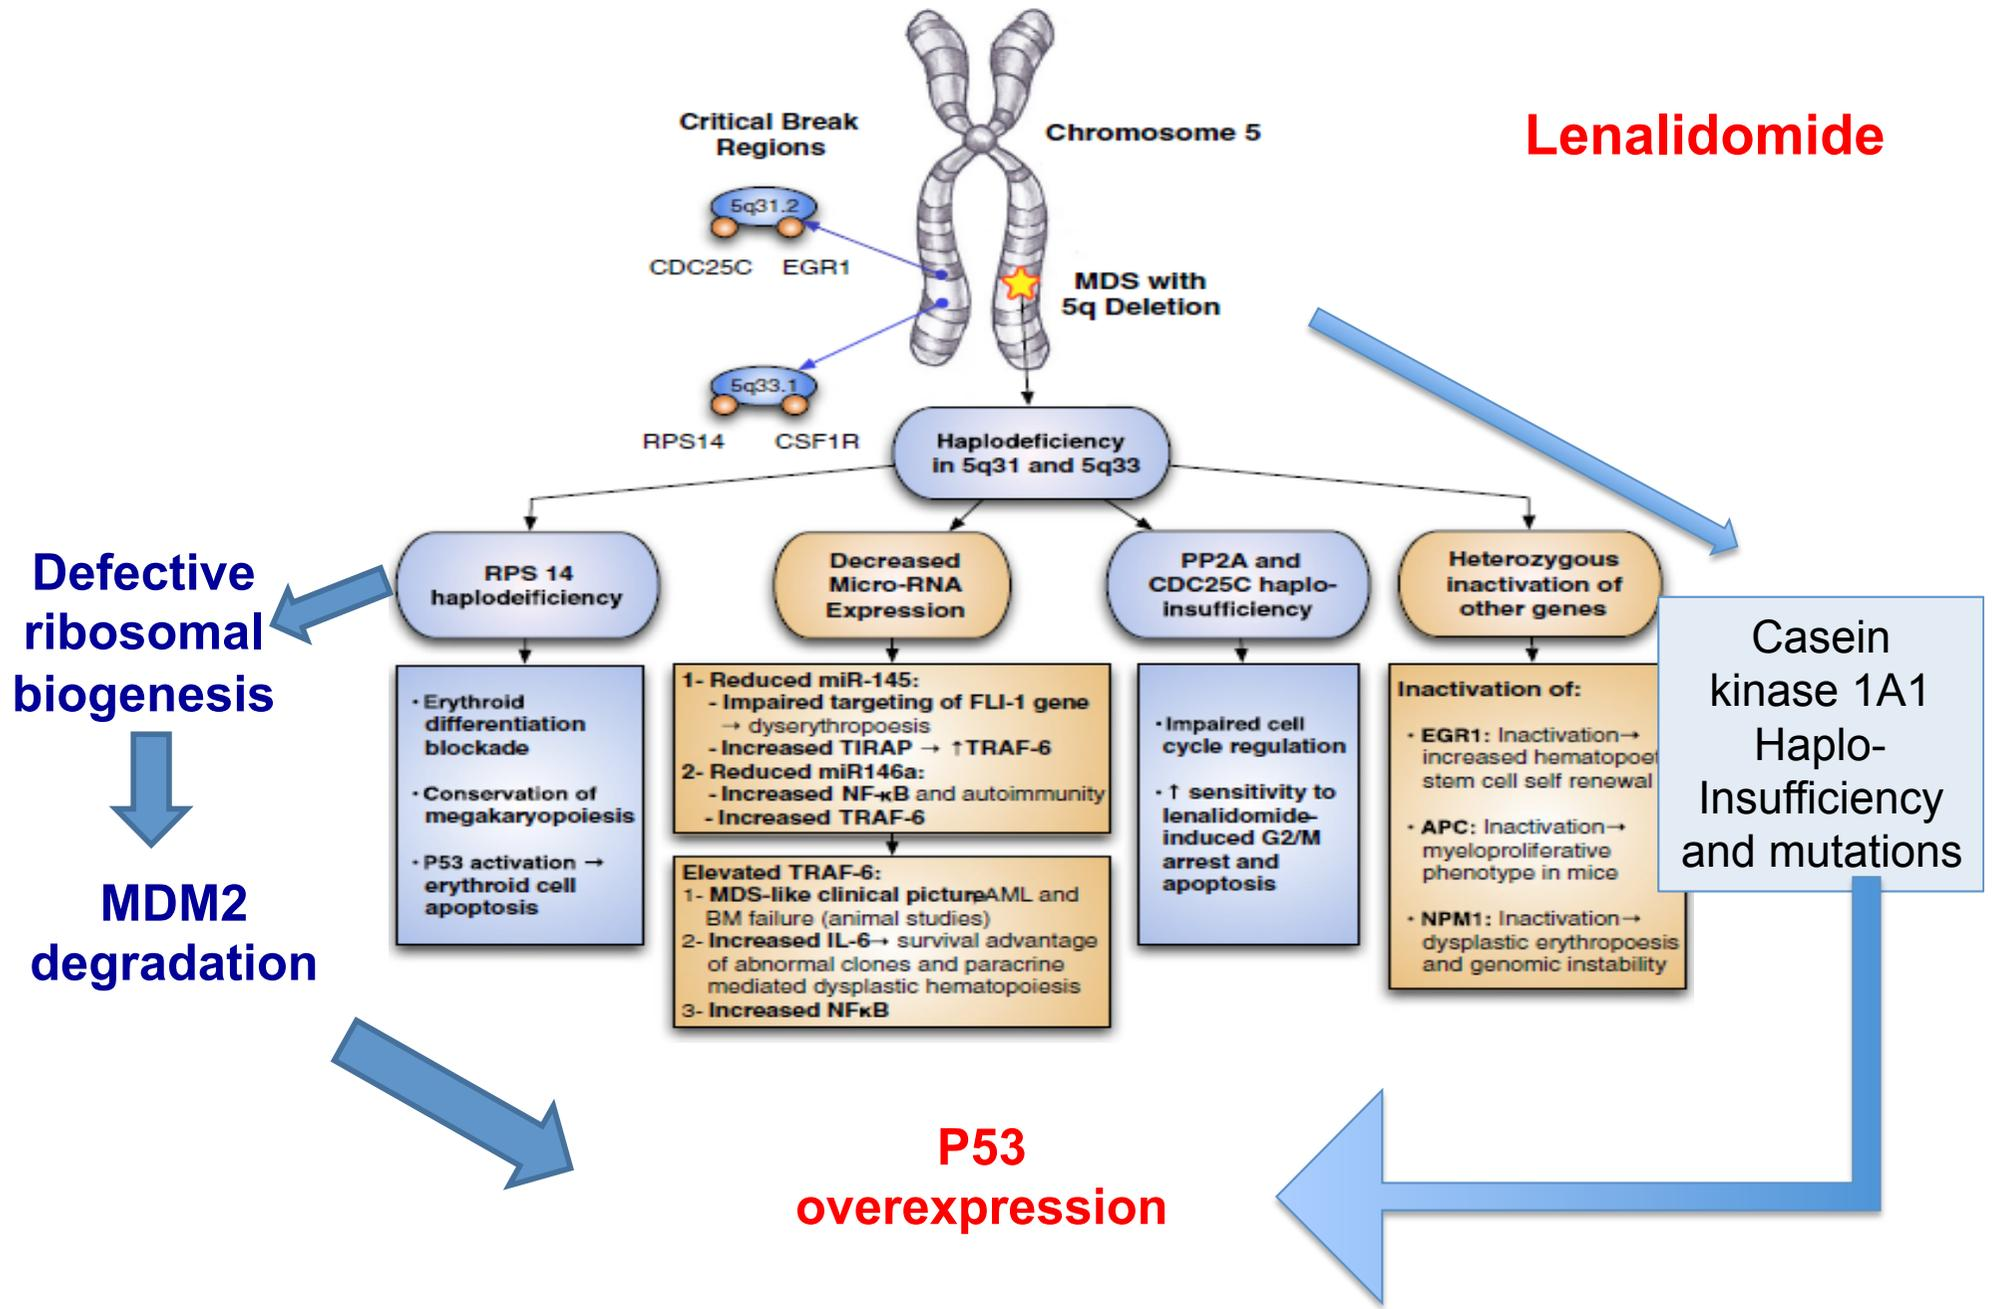 Critical Break
Regions
Chromosome 5
Lenalidomide
5q31.2
CDC25C EGR1
MDS with
5q Deletion
5q33.1
RPS14 CSF1R
Haplodeficiency
in 5q31 and 5q33
Defective
ribosomal
biogenesis
MDM2
degradation
RPS 14
haplodeificiency
• Erythroid
differentiation
blockade
• Conservation of
megakaryopoiesis
• P53 activation →
erythroid cell
apoptosis
Decreased
Micro-RNA
Expression
1- Reduced miR-145:
- Impaired targeting of FLI-1 gene
→ dyserythropoesis
- Increased TIRAP → ↑TRAF-6
2- Reduced miR146a:
- Increased NF-κB and autoimmunity
- Increased TRAF-6
Elevated TRAF-6:
1- MDS-like clinical picture AML and
BM failure (animal studies)
2- Increased IL-6→ survival advantage
of abnormal clones and paracrine
mediated dysplastic hematopoiesis
3- Increased NFκB
PP2A and
CDC25C haplo-
insufficiency
• Impaired cell
cycle regulation
• ↑ sensitivity to
lenalidomide-
induced G2/M
arrest and
apoptosis
Heterozygous
inactivation of
other genes
Inactivation of:
• EGR1: Inactivation→
increased hematopoet
stem cell self renewal
• APC: Inactivation→
myeloproliferative
phenotype in mice
• NPM1: Inactivation→
dysplastic erythropoesis
and genomic instability
Casein
kinase 1A1
Haplo-
Insufficiency
and mutations
P53
overexpression